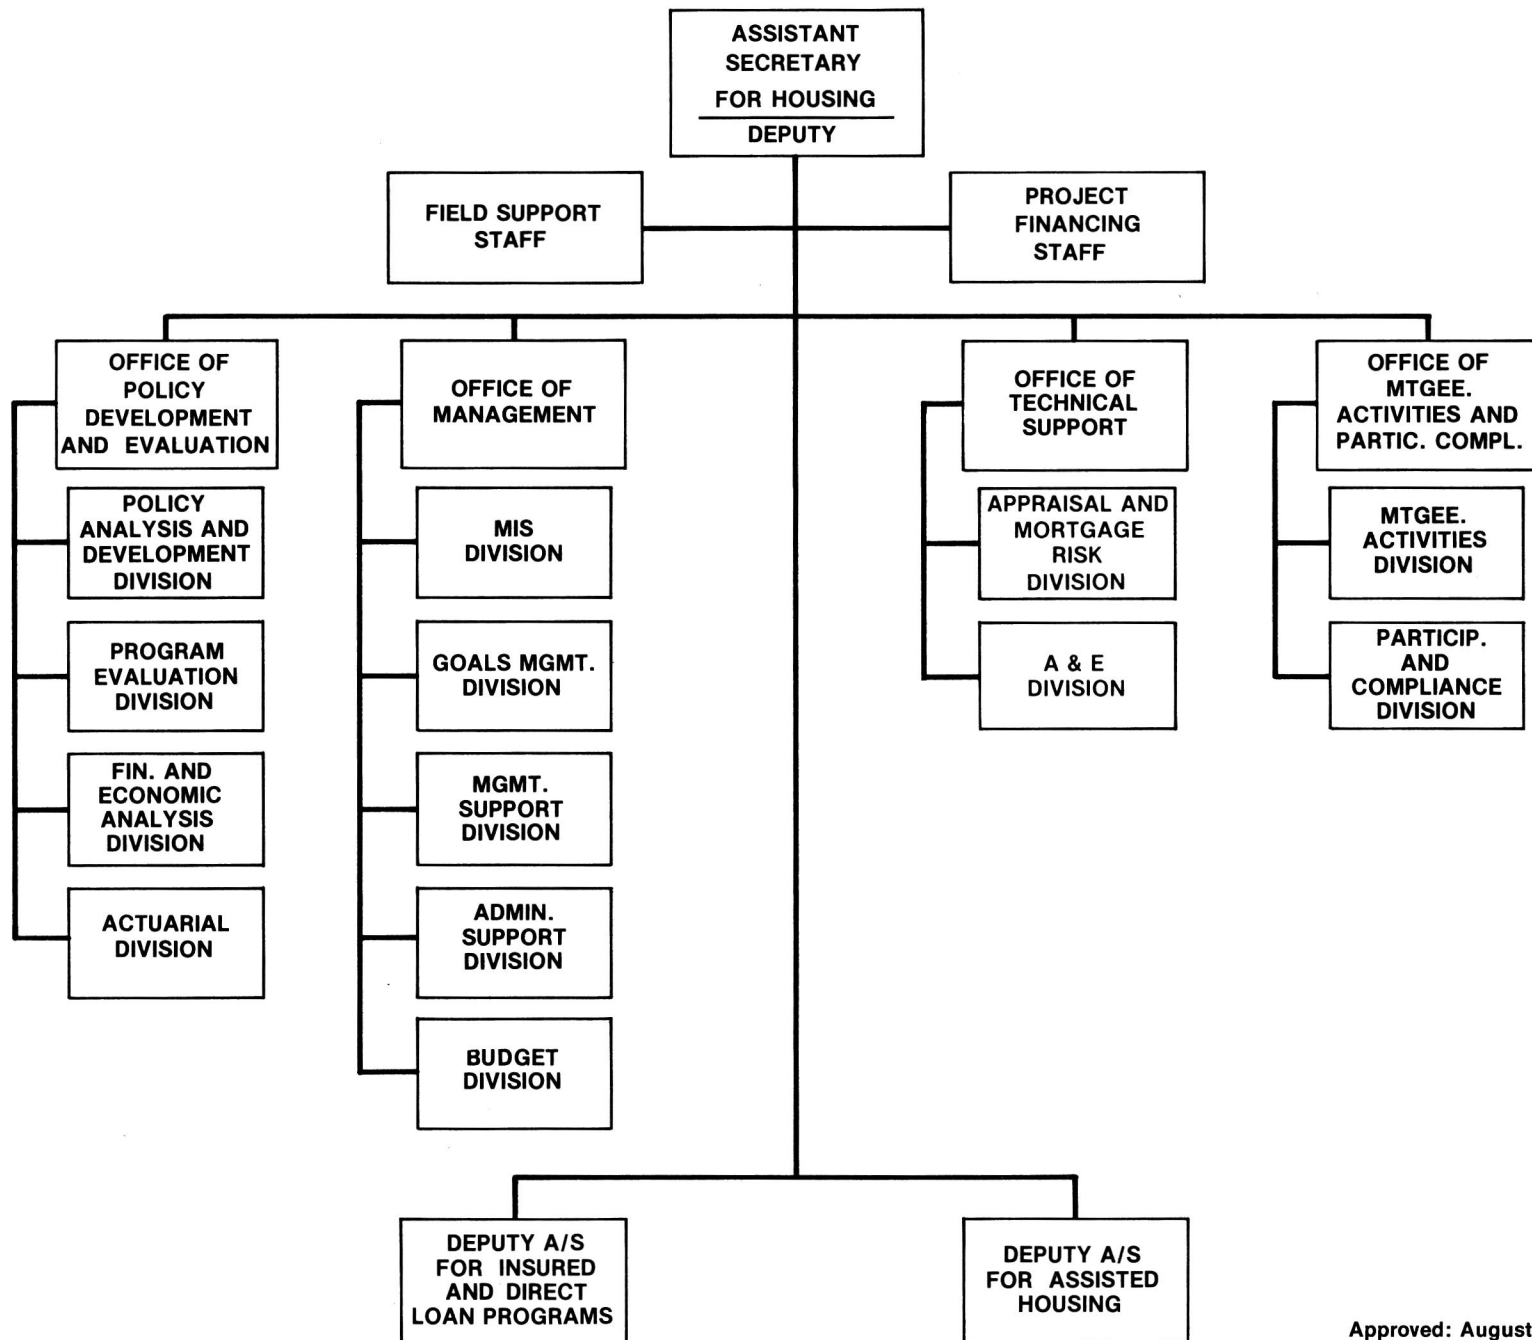 ASSISTANT
SECRETARY
FOR HOUSING
DEPUTY
FIELD SUPPORT
STAFF
PROJECT
FINANCING
STAFF
OFFICE OF
POLICY
DEVELOPMENT
AND EVALUATION
POLICY
ANALYSIS AND
DEVELOPMENT
DIVISION
PROGRAM
EVALUATION
DIVISION
FIN. AND
ECONOMIC
ANALYSIS
DIVISION
ACTUARIAL
DIVISION
OFFICE OF
MANAGEMENT
MIS
DIVISION
GOALS MGMT.
DIVISION
MGMT.
SUPPORT
DIVISION
ADMIN.
SUPPORT
DIVISION
BUDGET
DIVISION
OFFICE OF
TECHNICAL
SUPPORT
APPRAISAL AND
MORTGAGE
RISK
DIVISION
A & E
DIVISION
OFFICE OF
MTGEE.
ACTIVITIES AND
PARTIC. COMPL.
MTGEE.
ACTIVITIES
DIVISION
PARTICIP.
AND
COMPLIANCE
DIVISION
DEPUTY A/S
FOR INSURED
AND DIRECT
LOAN PROGRAMS
DEPUTY A/S
FOR ASSISTED
HOUSING
Approved: August